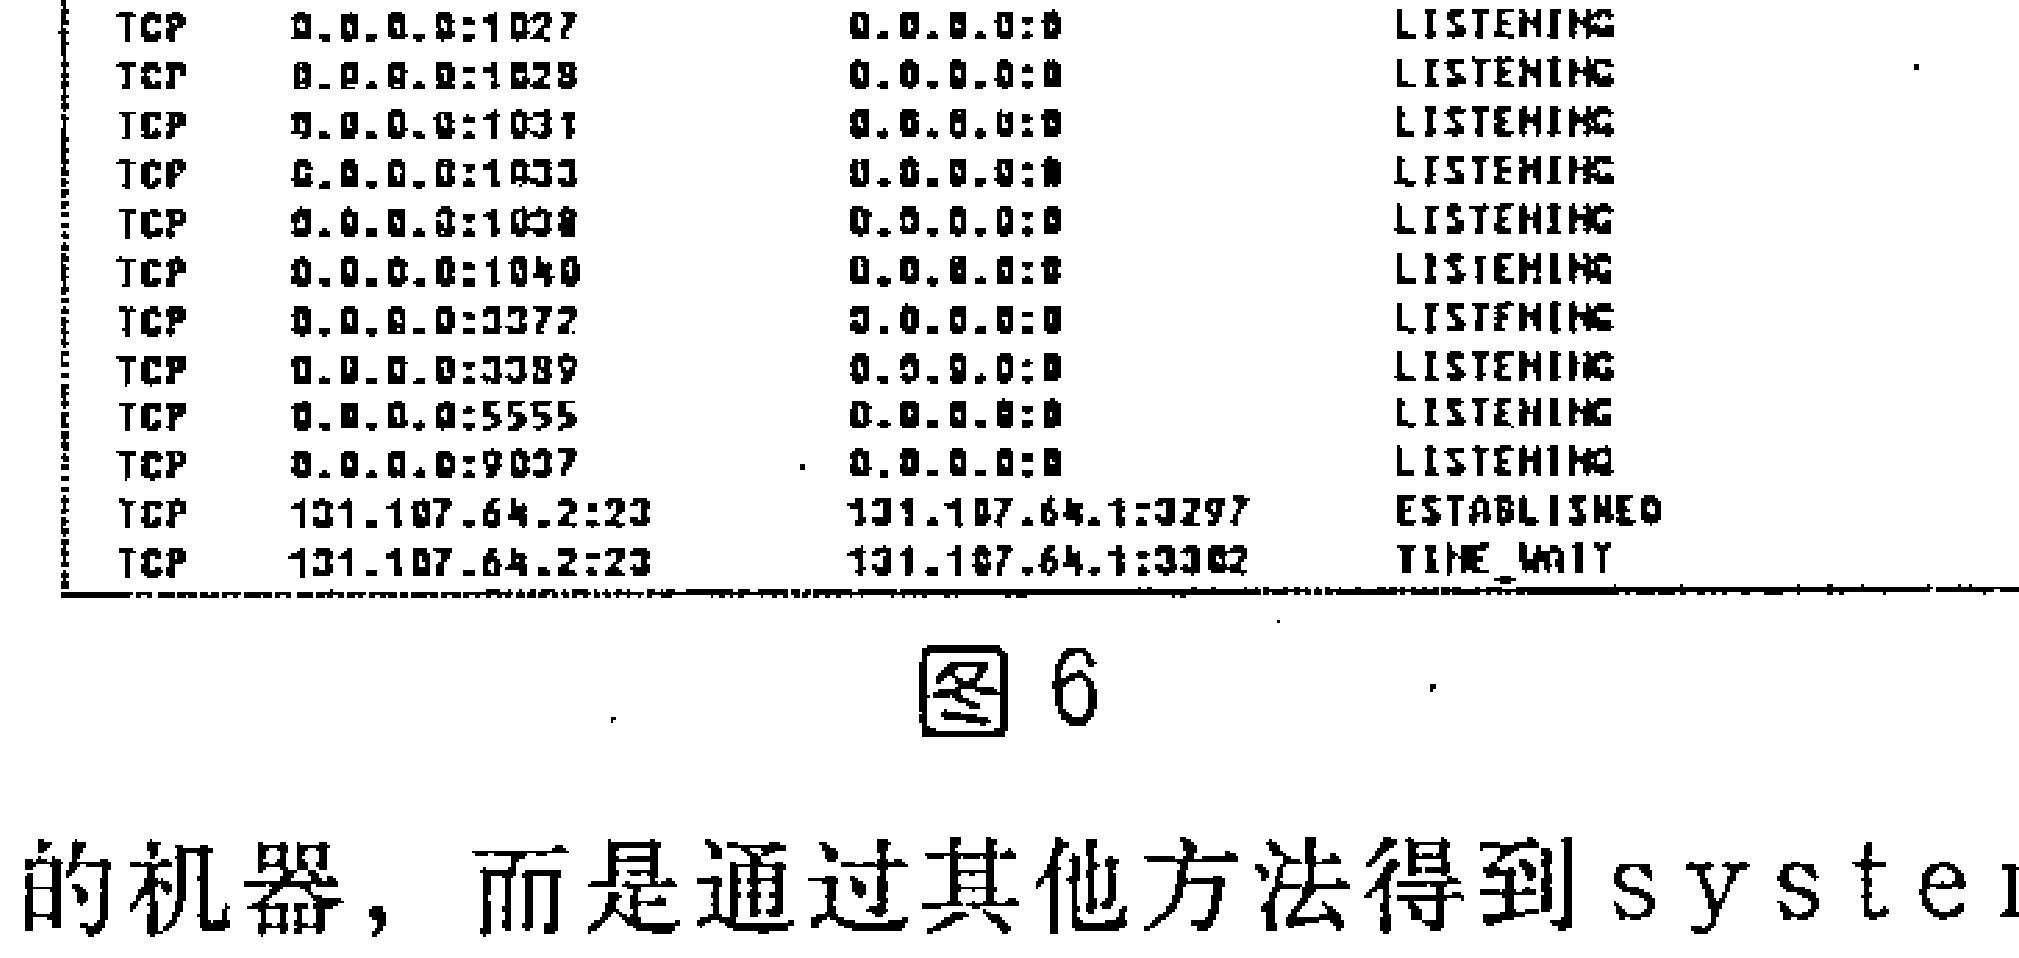 TCP 0.0.0.0:1027 0.0.0.0:0 LISTENING
TCP 0.0.0.0:1029 0.0.0.0:0 LISTENING
TCP 0.0.0.0:1031 0.0.0.0:0 LISTENING
TCP 0.0.0.0:1033 0.0.0.0:0 LISTENING
TCP 0.0.0.0:1038 0.0.0.0:0 LISTENING
TCP 0.0.0.0:1040 0.0.0.0:0 LISTENING
TCP 0.0.0.0:3372 0.0.0.0:0 LISTENING
TCP 0.0.0.0:3389 0.0.0.0:0 LISTENING
TCP 0.0.0.0:5555 0.0.0.0:0 LISTENING
TCP 0.0.0.0:9037 0.0.0.0:0 LISTENING
TCP 131.107.64.2:23 131.107.64.1:3297 ESTABLISHED
TCP 131.107.64.2:23 131.107.64.1:3302 TIME_WAIT
图 6
的机器，而是通过其他方法得到syste